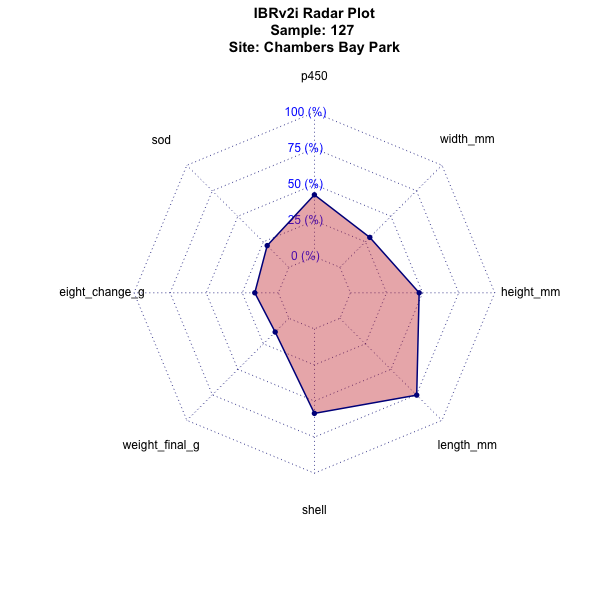 IBRv2i Radar Plot
Sample: 127
Site: Chambers Bay Park
p450
100 (%)
sod
width_mm
75 (%)
50 (%)
25 (%)
0 (%)
eight_change_g
height_mm
weight_final_g
length_mm
shell